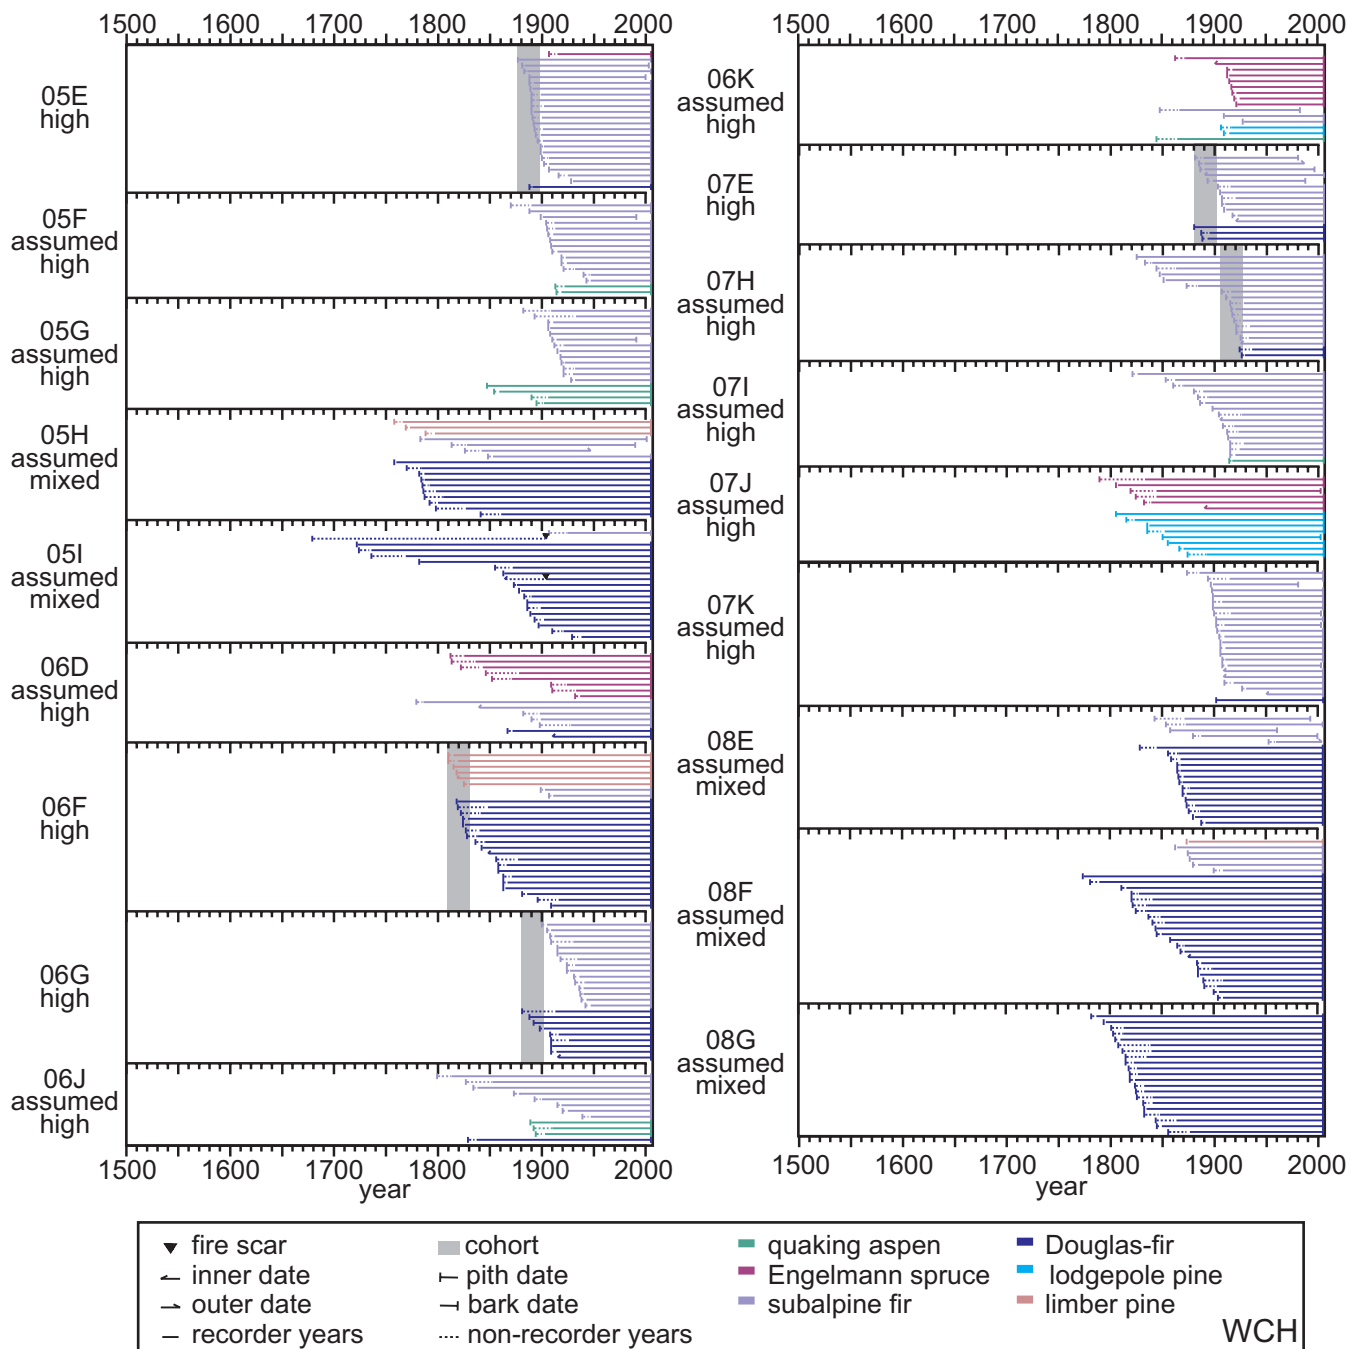 1500 1600 1700 1800 1900 2000
1500 1600 1700 1800 1900 2000
05E
high
05F
assumed
high
05G
assumed
high
05H
assumed
mixed
05I
assumed
mixed
06D
assumed
high
06F
high
06G
high
06J
assumed
high
1500 1600 1700 1800 1900 2000
year
06K
assumed
high
07E
high
07H
assumed
high
07I
assumed
high
07J
assumed
high
07K
assumed
high
08E
assumed
mixed
08F
assumed
mixed
08G
assumed
mixed
1500 1600 1700 1800 1900 2000
year
fire scar
inner date
outer date
recorder years
cohort
pith date
bark date
non-recorder years
quaking aspen
Engelmann spruce
subalpine fir
Douglas-fir
lodgepole pine
limber pine
WCH